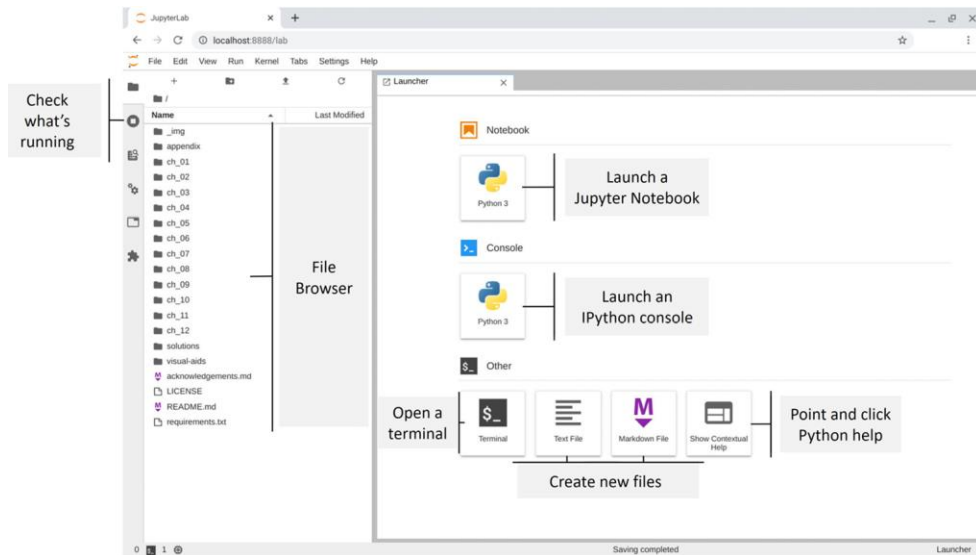 JupyterLab
localhost:8888/lab
File Edit View Run Kernel Tabs Settings Help
Check
what's
running
/
Name Last Modified
_img
appendix
ch_01
ch_02
ch_03
ch_04
ch_05
ch_06
ch_07
ch_08
ch_09
ch_10
ch_11
ch_12
solutions
visual-aids
acknowledgements.md
LICENSE
README.md
requirements.txt
File
Browser
Launcher
Notebook
Python 3
Launch a
Jupyter Notebook
Console
Python 3
Launch an
IPython console
$_ Other
Open a
terminal
$_
Terminal
Text File
M
Markdown File
Show Contextual
Help
Point and click
Python help
Create new files
0 $_ 1
Saving completed
Launcher